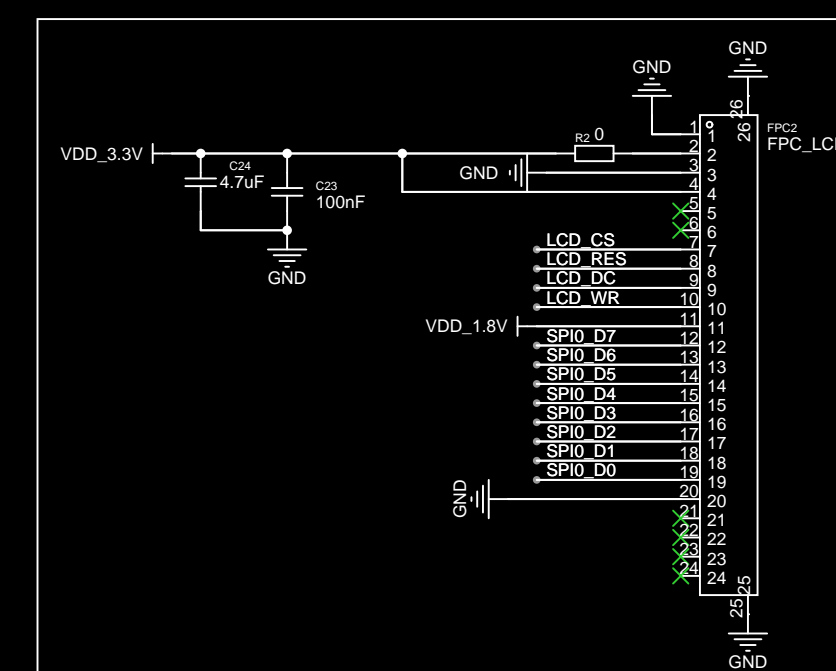 GND
GND
26
26
FPC2
FPC_LC
VDD_3.3V
C24
4.7uF
C23
100nF
GND
R2 0
GND
1 1
2 2
3 3
4 4
5 5
6 6
LCD_CS 7 7
LCD_RES 8 8
LCD_DC 9 9
LCD_WR 10 10
VDD_1.8V 11 11
SPI0_D7 12 12
SPI0_D6 13 13
SPI0_D5 14 14
SPI0_D4 15 15
SPI0_D3 16 16
SPI0_D2 17 17
SPI0_D1 18 18
SPI0_D0 19 19
GND 20 20
21 21
22 22
23 23
24 24
25
25
GND